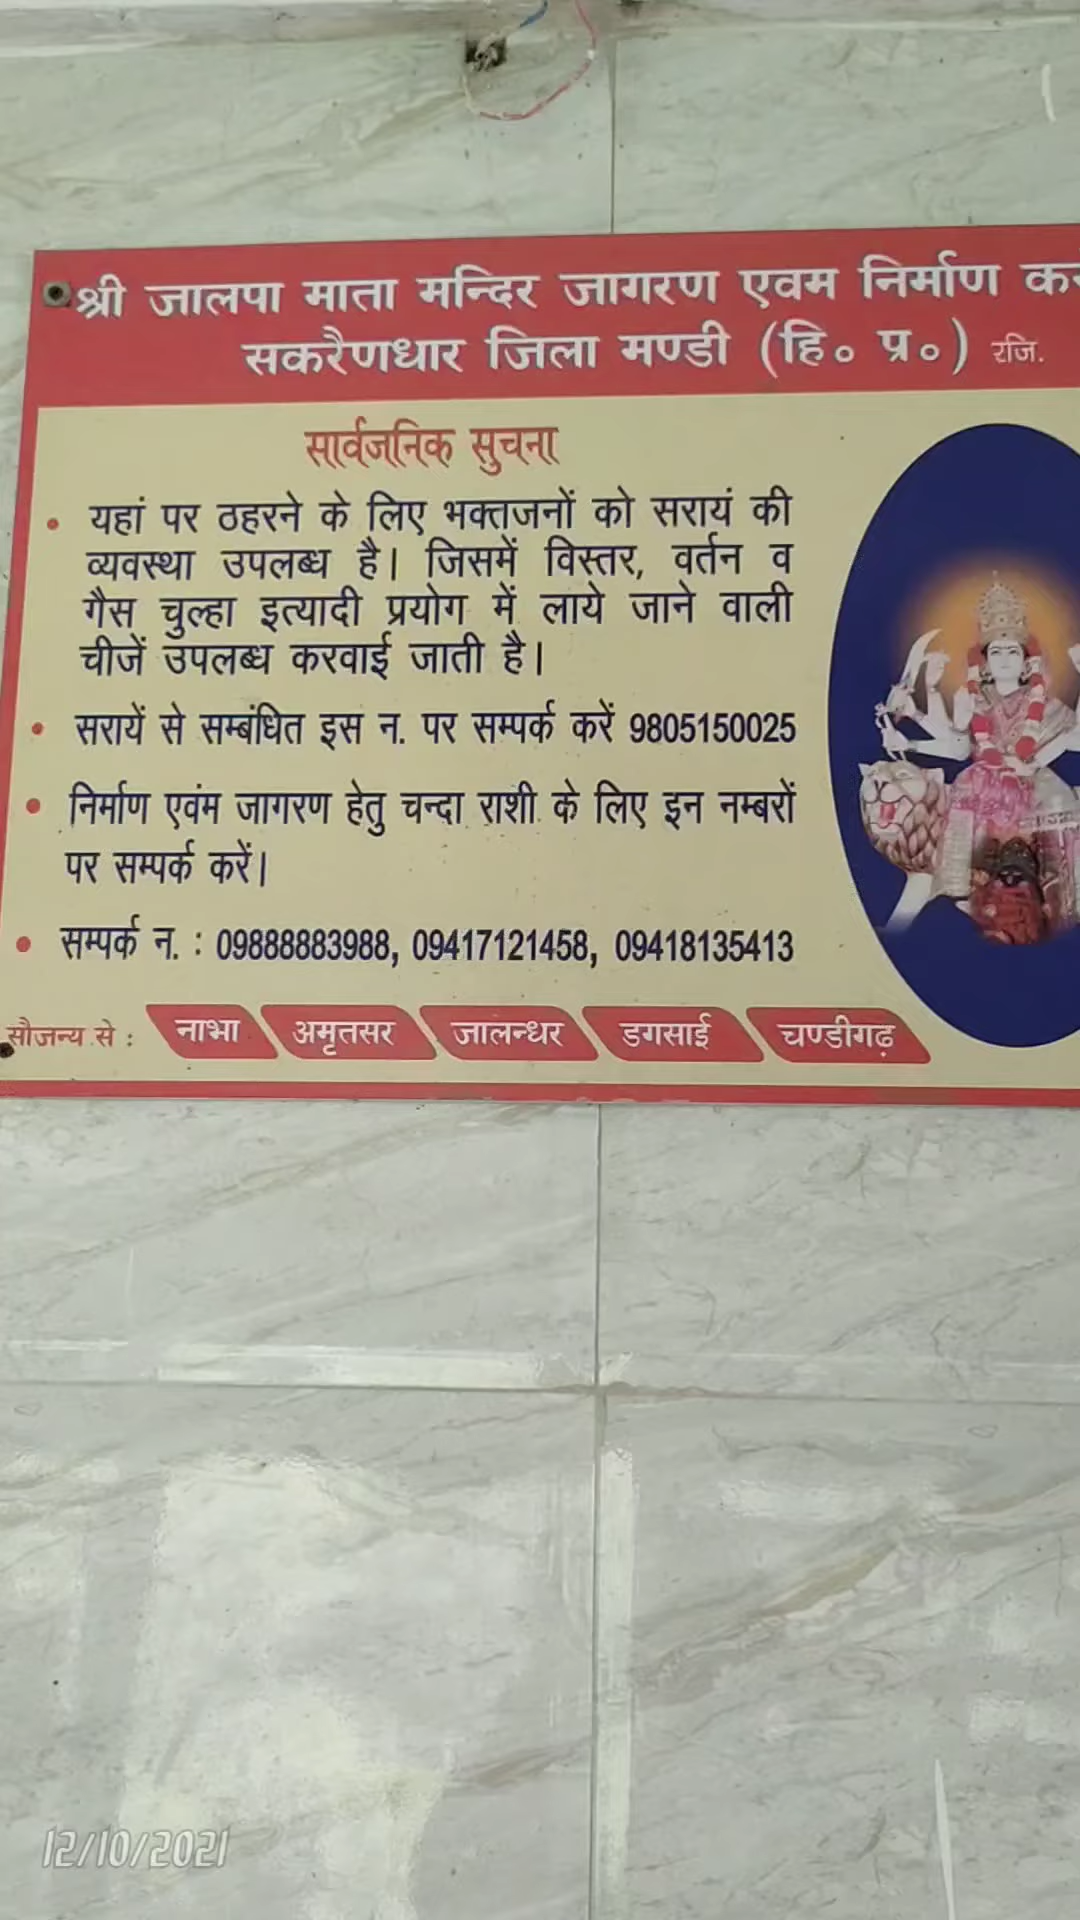 श्री जालपा माता मन्दिर जागरण एवम निर्माण
सकरैणधार जिला मण्डी (हि० प्र०) रजि.
सार्वजनिक सुचना
• यहां पर ठहरने के लिए भक्तजनों को सरायं की
व्यवस्था उपलब्ध है। जिसमें विस्तर, वर्तन व
गैस चुल्हा इत्यादी प्रयोग में लाये जाने वाली
चीजें उपलब्ध करवाई जाती है।
• सरायें से सम्बंधित इस न. पर सम्पर्क करें 9805150025
• निर्माण एवंम जागरण हेतु चन्दा राशी के लिए इन नम्बरों
पर सम्पर्क करें।
• सम्पर्क न. : 09888883988, 09417121458, 09418135413
सौजन्य से : नाभा अमृतसर जालन्धर डगसाई चण्डीगढ़
12/10/2021